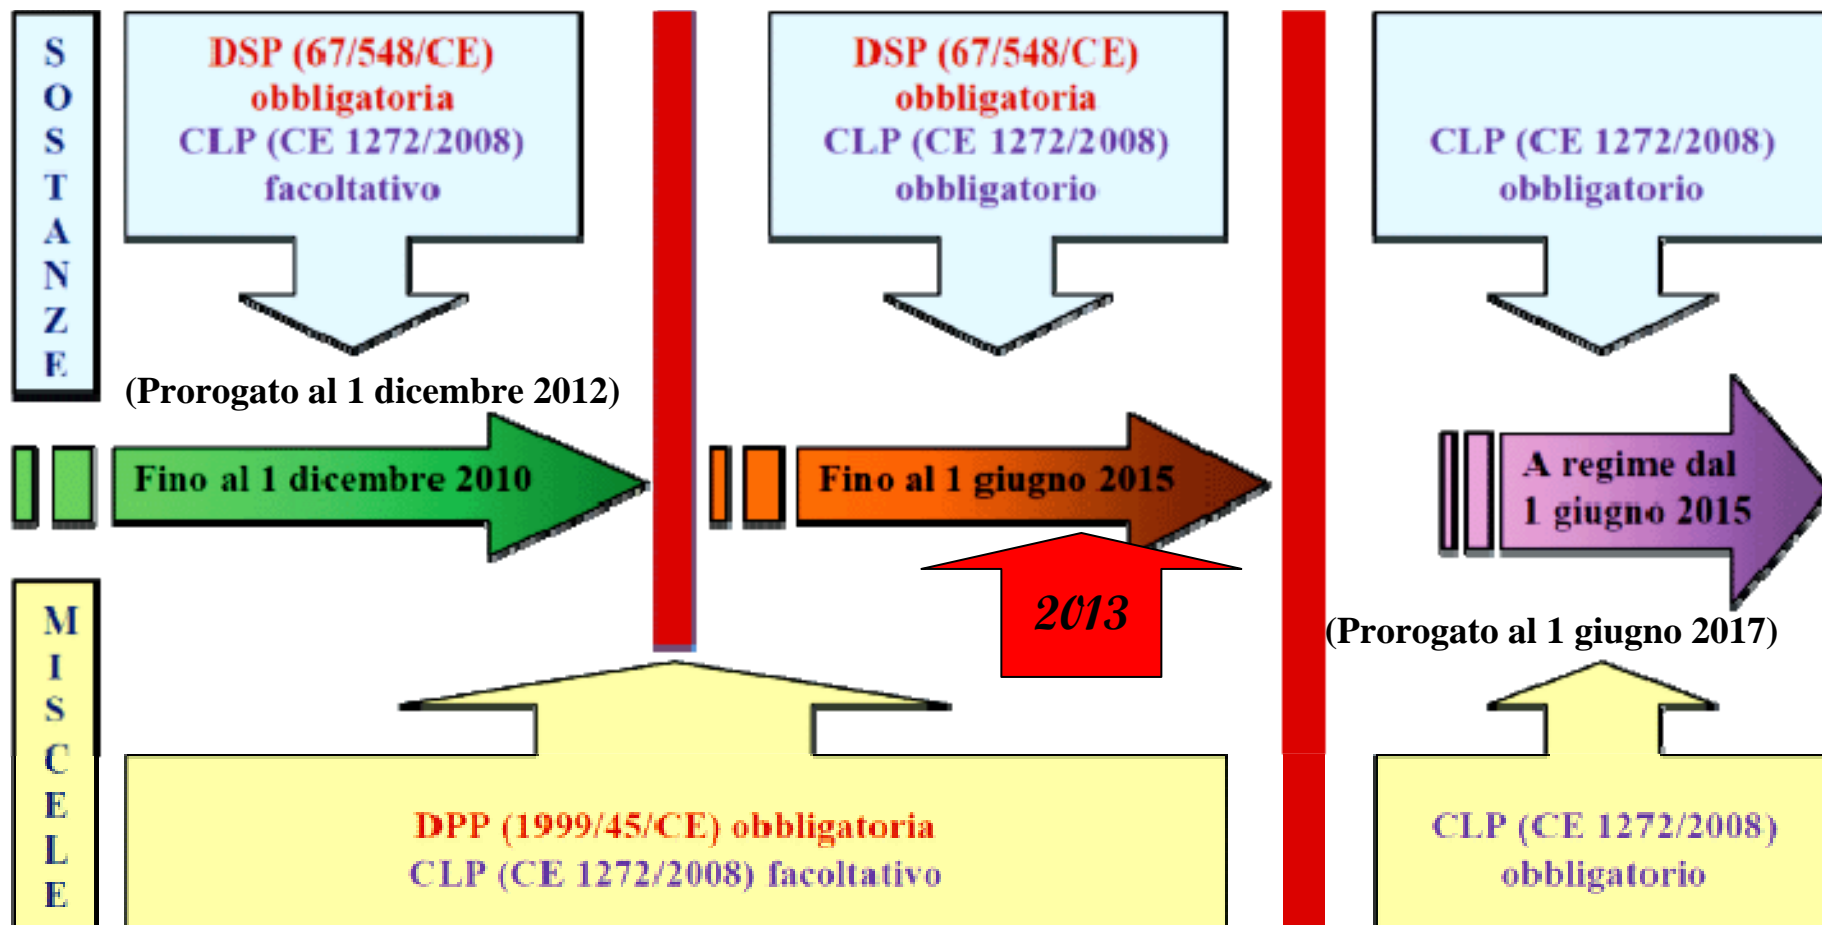 SOSTANZE
DSP (67/548/CE)
obbligatoria
CLP (CE 1272/2008)
facoltativo
DSP (67/548/CE)
obbligatoria
CLP (CE 1272/2008)
obbligatorio
CLP (CE 1272/2008)
obbligatorio
(Prorogato al 1 dicembre 2012)
Fino al 1 dicembre 2010
Fino al 1 giugno 2015
A regime dal
1 giugno 2015
2013
(Prorogato al 1 giugno 2017)
MISCELE
DPP (1999/45/CE) obbligatoria
CLP (CE 1272/2008) facoltativo
CLP (CE 1272/2008)
obbligatorio